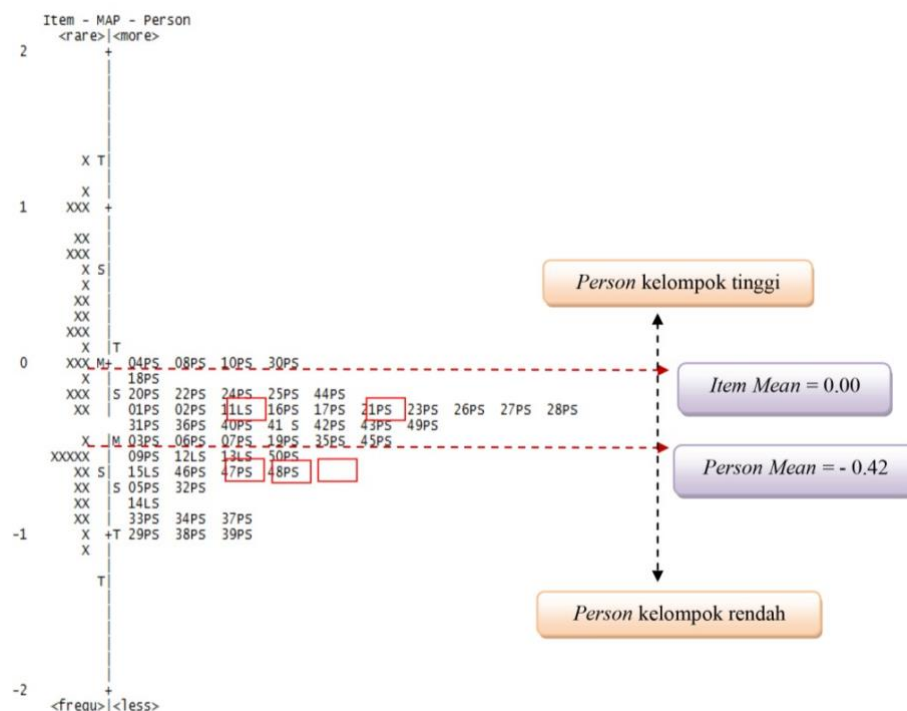 Item - MAP - Person
<rare>|<more>
2 +
X T|
X |
1 XXX +
XX |
XXX |
X S|
X |
XX |
XX |
XXX |
X |T
0 XXX M+ 04PS 08PS 10PS 30PS
X | 18PS
XXX |S 20PS 22PS 24PS 25PS 44PS
XX | 01PS 02PS 11LS 16PS 17PS 21PS 23PS 26PS 27PS 28PS
| 31PS 36PS 40PS 41 S 42PS 43PS 49PS
X |M 03PS 06PS 07PS 19PS 35PS 45PS
XXXXX | 09PS 12LS 13LS 50PS
XX S| 15LS 46PS 47PS 48PS
XX |S 05PS 32PS
XX | 14LS
XX | 33PS 34PS 37PS
-1 X +T 29PS 38PS 39PS
X |
T|
-2 +
<frequ>|<less>
Person kelompok tinggi
Item Mean = 0.00
Person Mean = - 0.42
Person kelompok rendah